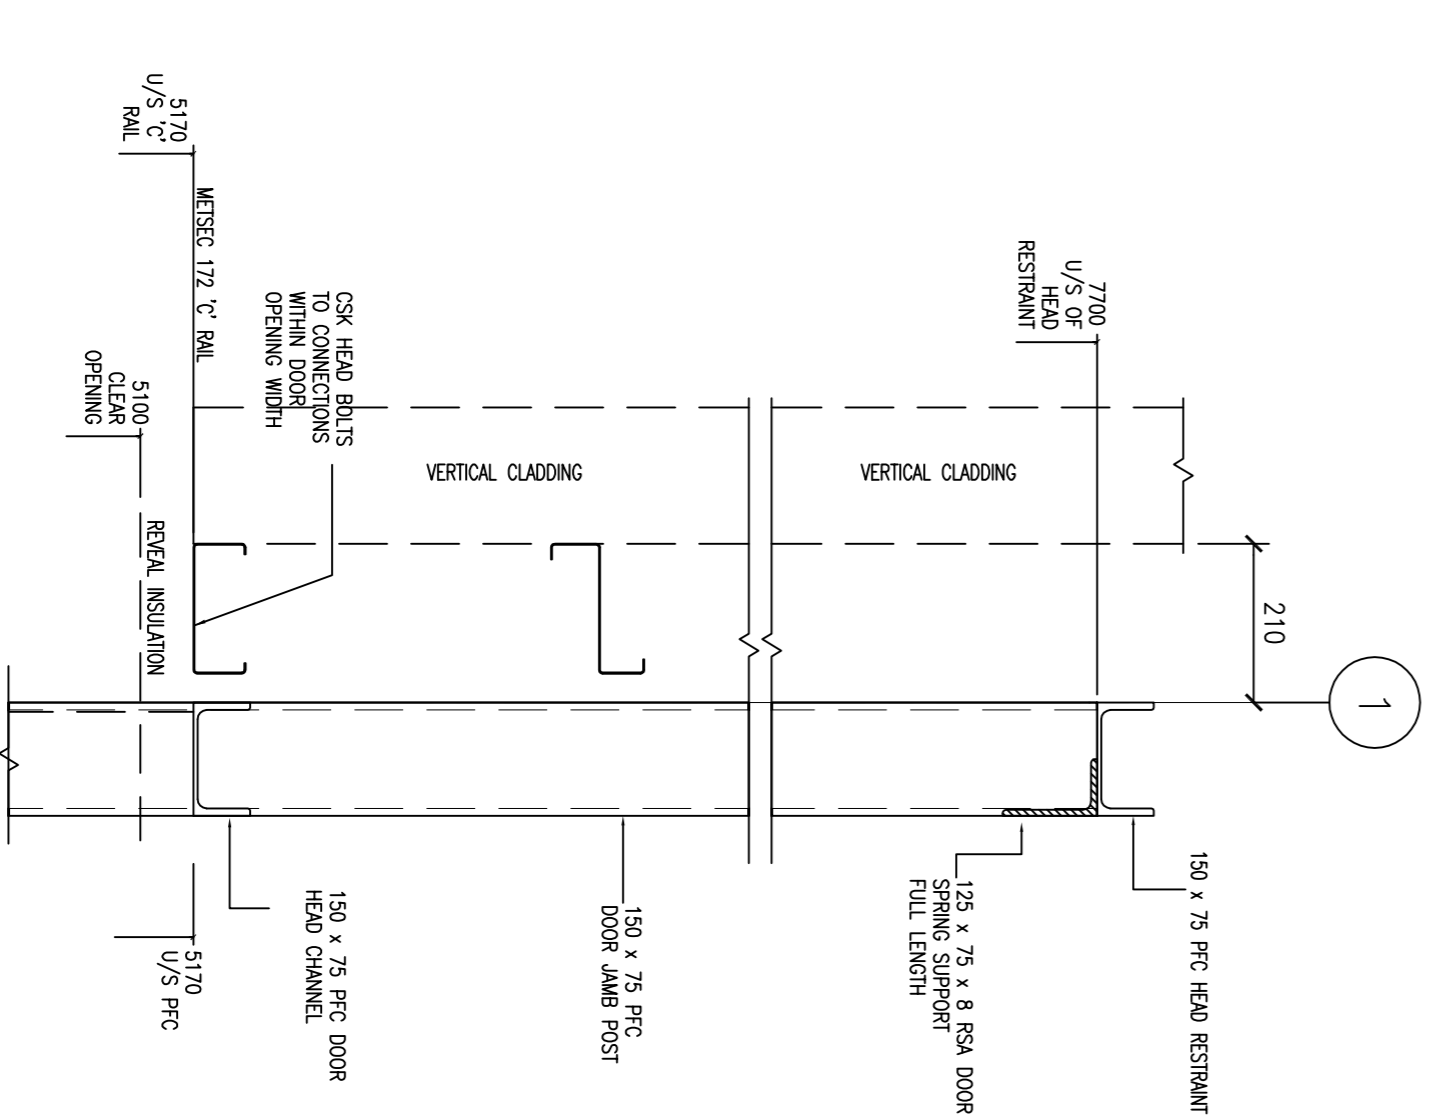 1
210
7700
U/S OF
HEAD
RESTRAINT
150 x 75 PFC HEAD RESTRAINT
125 x 75 x 8 RSA DOOR
SPRING SUPPORT
FULL LENGTH
VERTICAL CLADDING
VERTICAL CLADDING
150 x 75 PFC
DOOR JAMB POST
CSK HEAD BOLTS
TO CONNECTIONS
WITHIN DOOR
OPENING WIDTH
150 x 75 PFC DOOR
HEAD CHANNEL
METSEC 172 'C' RAIL
5170
U/S 'C'
RAIL
5170
U/S PFC
REVEAL INSULATION
5100
CLEAR
OPENING